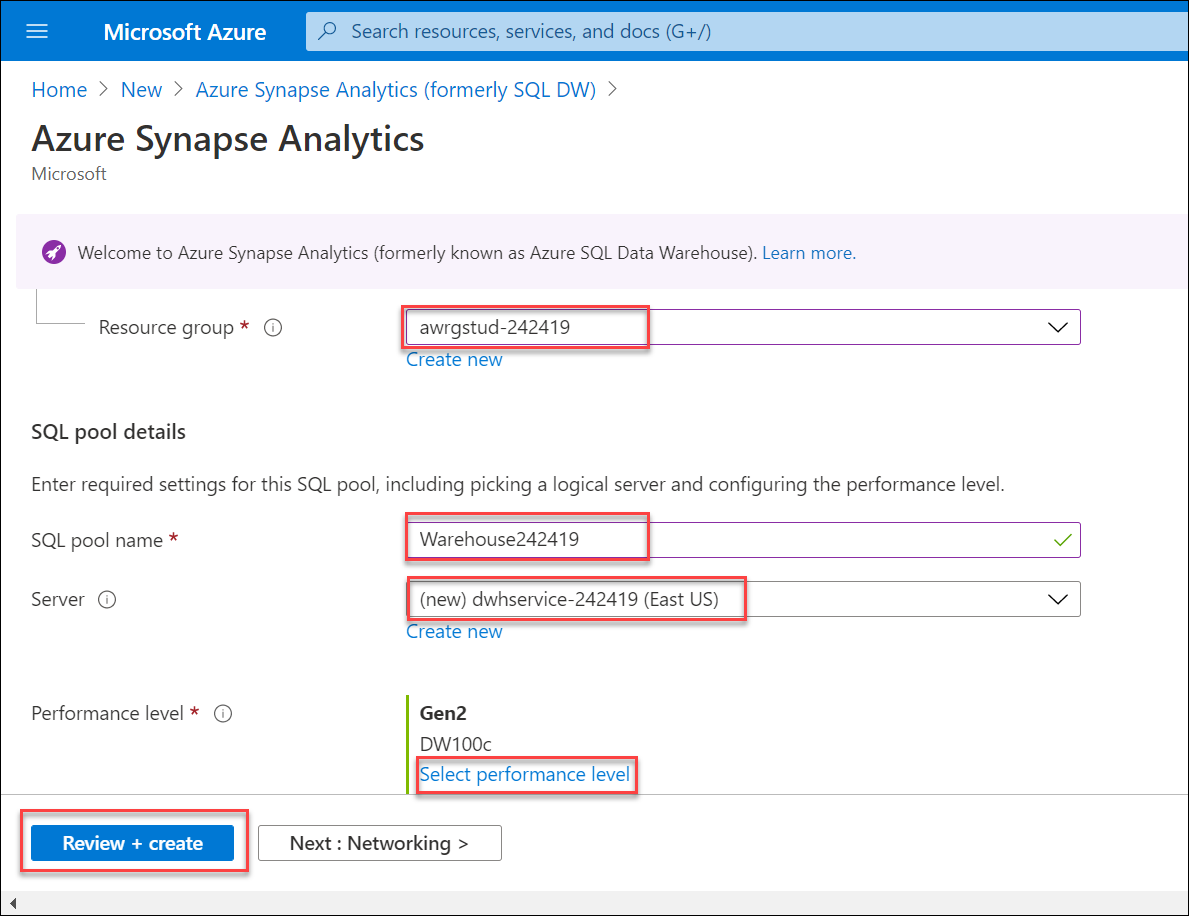 Microsoft Azure
Search resources, services, and docs (G+/)
Home > New > Azure Synapse Analytics (formerly SQL DW) >
Azure Synapse Analytics
Microsoft
Welcome to Azure Synapse Analytics (formerly known as Azure SQL Data Warehouse). Learn more.
Resource group *
awrgstud-242419
Create new
SQL pool details
Enter required settings for this SQL pool, including picking a logical server and configuring the performance level.
SQL pool name *
Warehouse242419
Server
(new) dwhservice-242419 (East US)
Create new
Performance level *
Gen2
DW100c
Select performance level
Review + create
Next : Networking >